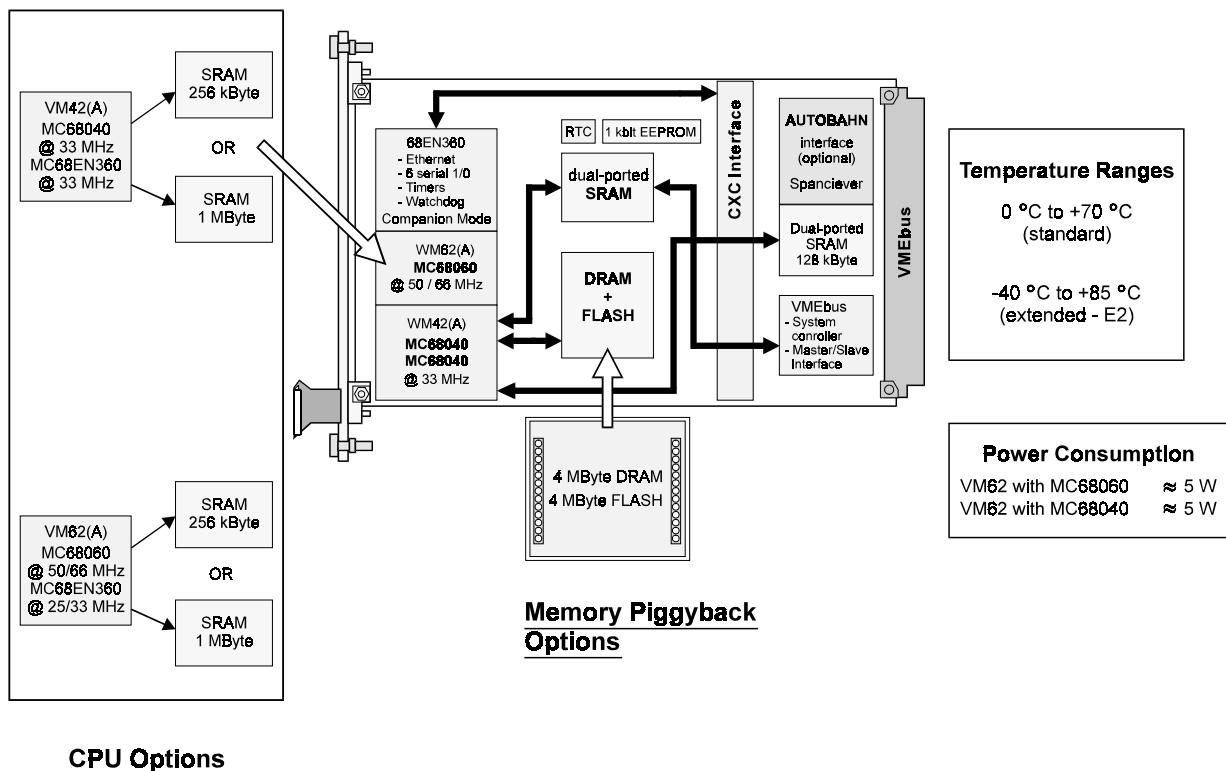 VM42(A)
MC68040
@ 33 MHz
MC68EN360
@ 33 MHz
SRAM
256 kByte
OR
SRAM
1 MByte
VM62(A)
MC68060
@ 50/66 MHz
MC68EN360
@ 25/33 MHz
SRAM
256 kByte
OR
SRAM
1 MByte
CPU Options
68EN360
- Ethernet
- 6 serial 1/0
- Timers
- Watchdog
Companion Mode
WM62(A)
MC68060
@ 50 / 66 MHz
WM42(A)
MC68040
MC68040
@ 33 MHz
RTC
1 kbit EEPROM
dual-ported
SRAM
DRAM
+
FLASH
4 MByte DRAM
4 MByte FLASH
Memory Piggyback
Options
CXC Interface
AUTOBAHN
interface
(optional)
Spanciever
Dual-ported
SRAM
128 kByte
VMEbus
- System
conroller
- Master/Slave
Interface
VMEbus
Temperature Ranges
0 °C to +70 °C
(standard)
-40 °C to +85 °C
(extended - E2)
Power Consumption
VM62 with MC68060 ≈ 5 W
VM62 with MC68040 ≈ 5 W